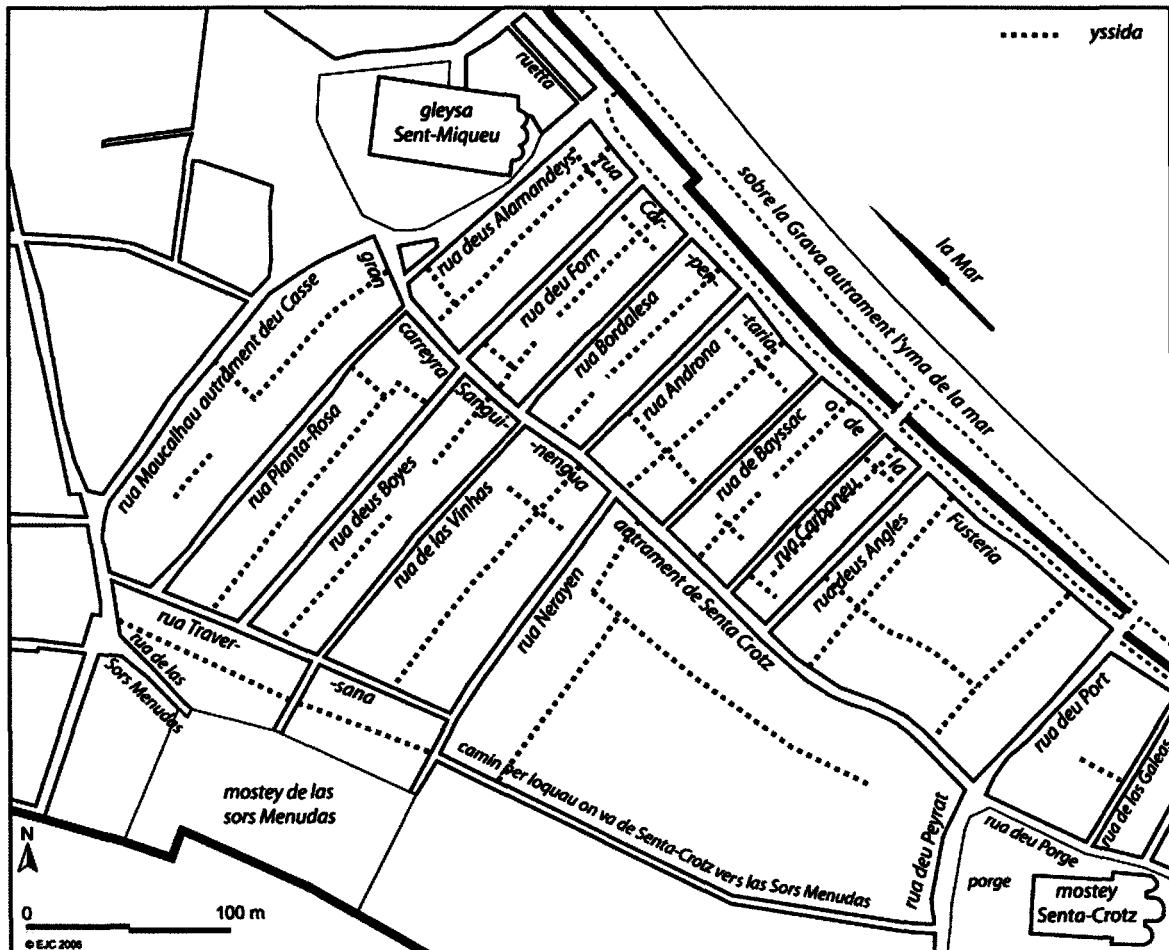 yssida
ruetta
gleysa
Sent-Miqueu
sobre la Grava autrament l'yma de la mar
la Mar
rua deus Alamandeys
rua Car-
-pen-
-taria
o de
la
Fusteria
rua deu Forn
rua Bordalesa
rua Androna
rua de Bayssac
rua Carboneu
rua deus Angles
gran
carreyra
Sangui-
-nengua
autrament de Senta Crotz
rua Maucalhau autrament deu Casse
rua Planta-Rosa
rua deus Boyes
rua de las Vinhas
rua Nerayen
rua Traver-
-sana
rua de las
Sors Menudas
mostey de las
sors Menudas
camin per loquau on va de Senta-Crotz vers las Sors Menudas
rua deu Peyrat
rua deu Port
rua de las Galeas
rua deu Porge
porge
mostey
Senta-Crotz
N
0 100 m
© EJC 2006